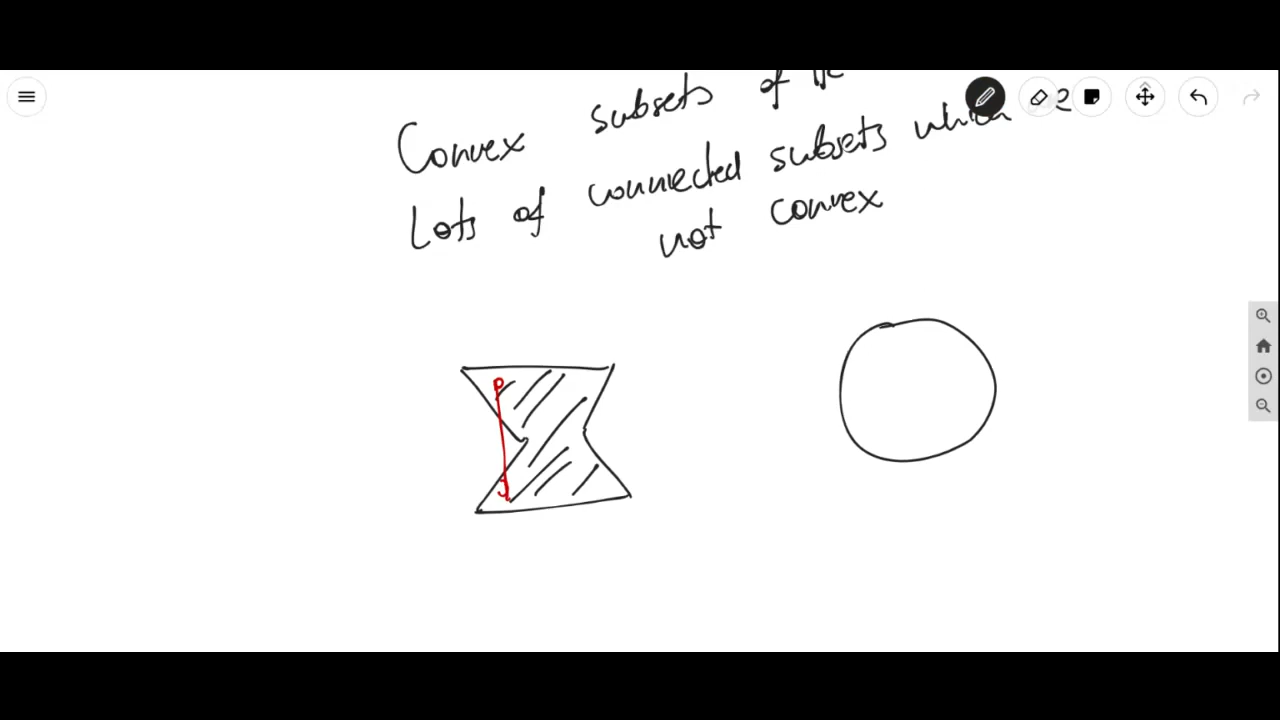 Convex subsets of
Lots of connected subsets which
not convex